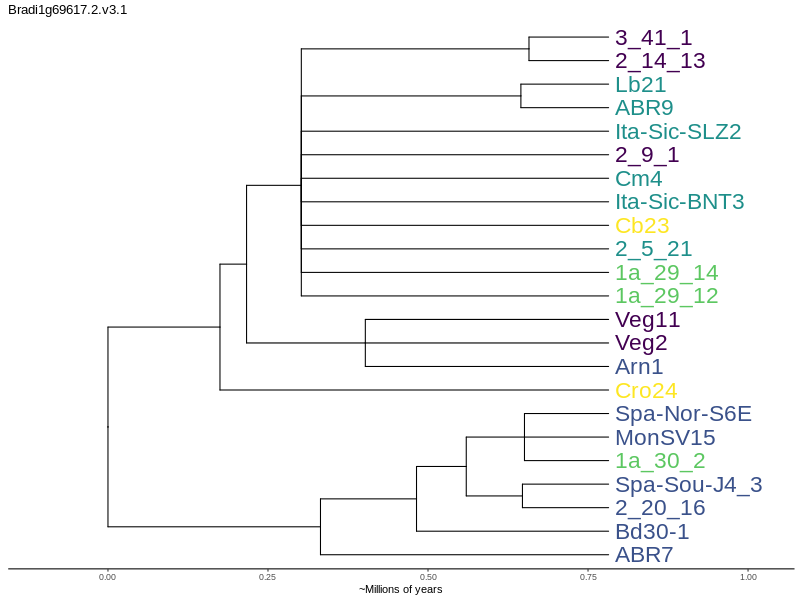 Bradi1g69617.2.v3.1
3_41_1
2_14_13
Lb21
ABR9
Ita-Sic-SLZ2
2_9_1
Cm4
Ita-Sic-BNT3
Cb23
2_5_21
1a_29_14
1a_29_12
Veg11
Veg2
Arn1
Cro24
Spa-Nor-S6E
MonSV15
1a_30_2
Spa-Sou-J4_3
2_20_16
Bd30-1
ABR7
0.00 0.25 0.50 0.75 1.00
~Millions of years